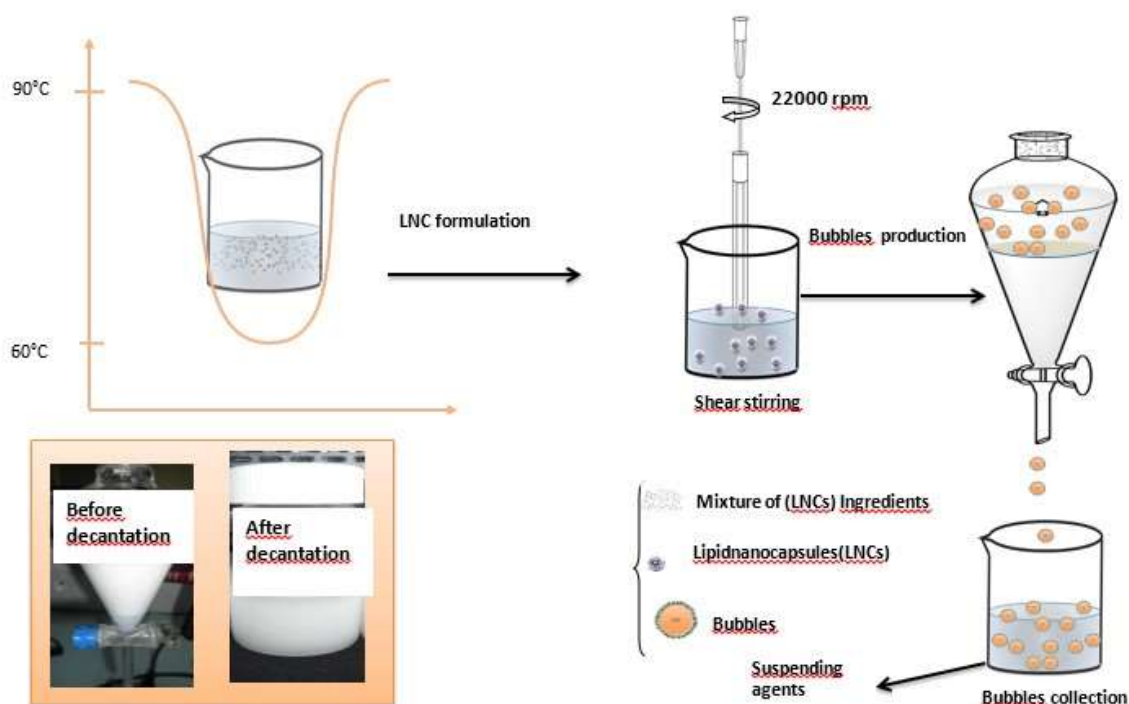 90°C
60°C
LNC formulation
22000 rpm
Shear stirring
Bubbles production
Before
decantation
After
decantation
Mixture of (LNCs) Ingredients
Lipidnanocapsules(LNCs)
Bubbles
Suspending
agents
Bubbles collection